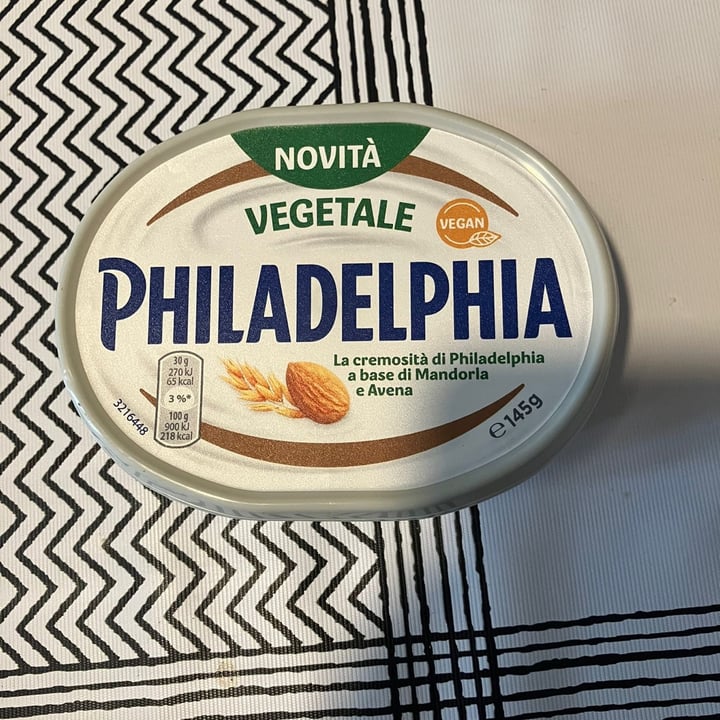 NOVITÀ
VEGETALE
VEGAN
PHILADELPHIA
La cremosità di Philadelphia
a base di Mandorla
e Avena
30 g
270 kJ
65 kcal
3 %*
100 g
900 kJ
218 kcal
3216448
℮ 145g